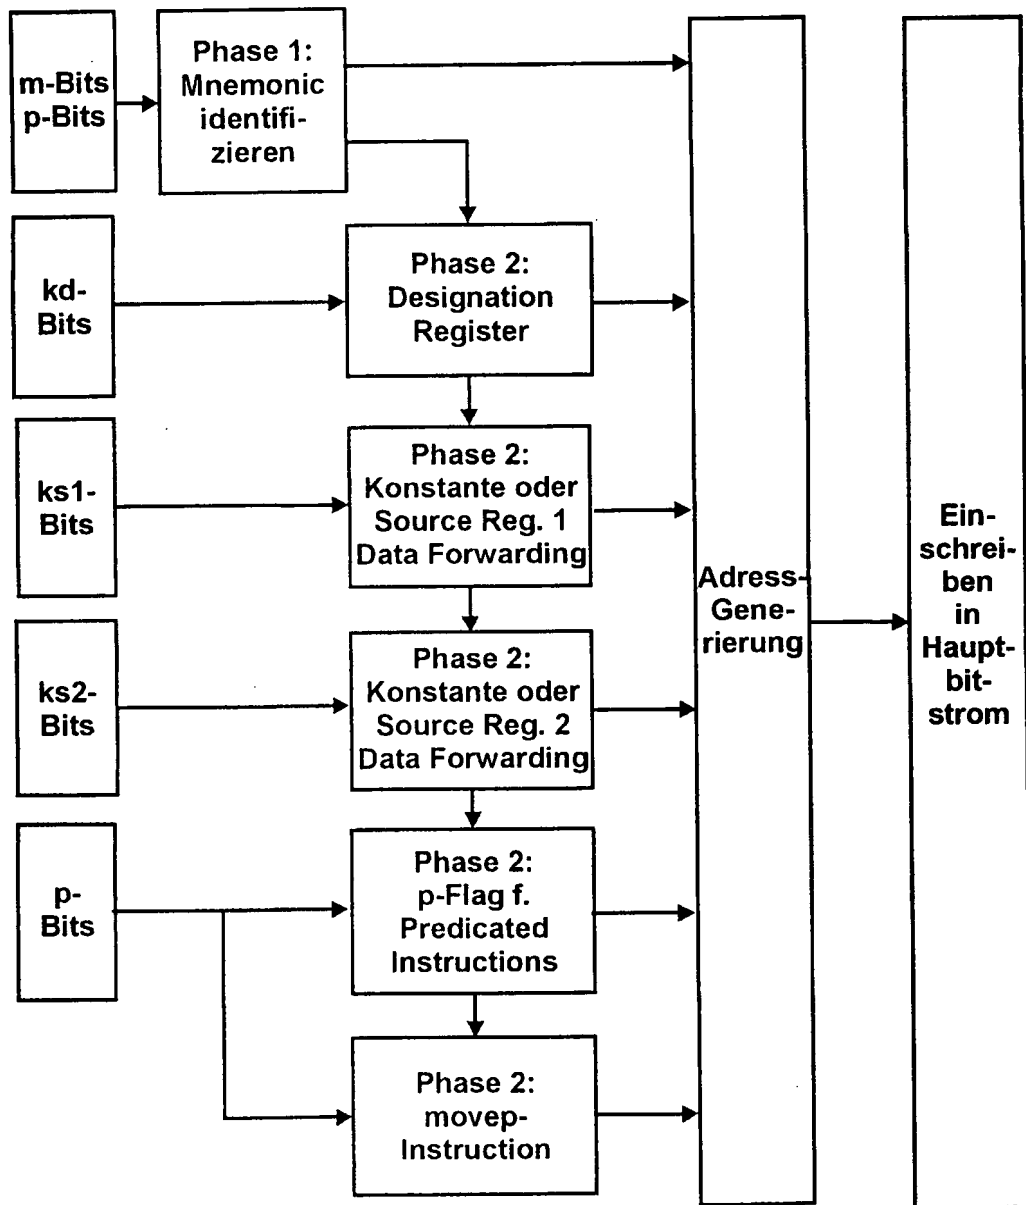 m-Bits
p-Bits
Phase 1:
Mnemonic
identifi-
zieren
kd-
Bits
Phase 2:
Designation
Register
ks1-
Bits
Phase 2:
Konstante oder
Source Reg. 1
Data Forwarding
ks2-
Bits
Phase 2:
Konstante oder
Source Reg. 2
Data Forwarding
p-
Bits
Phase 2:
p-Flag f.
Predicated
Instructions
Phase 2:
movep-
Instruction
Adress-
Gene-
rierung
Ein-
schrei-
ben
in
Haupt-
bit-
strom